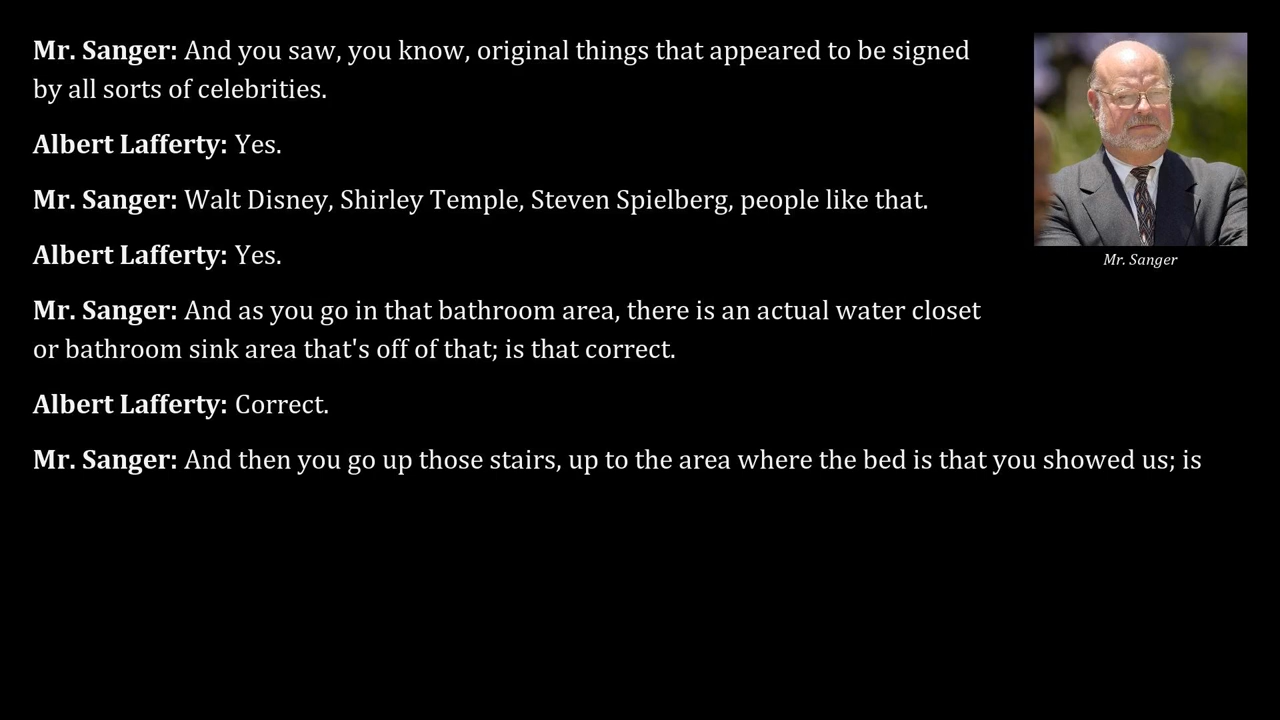 Mr. Sanger: And you saw, you know, original things that appeared to be signed
by all sorts of celebrities.
Albert Lafferty: Yes.
Mr. Sanger: Walt Disney, Shirley Temple, Steven Spielberg, people like that.
Albert Lafferty: Yes.
Mr. Sanger
Mr. Sanger: And as you go in that bathroom area, there is an actual water closet
or bathroom sink area that's off of that; is that correct.
Albert Lafferty: Correct.
Mr. Sanger: And then you go up those stairs, up to the area where the bed is that you showed us; is